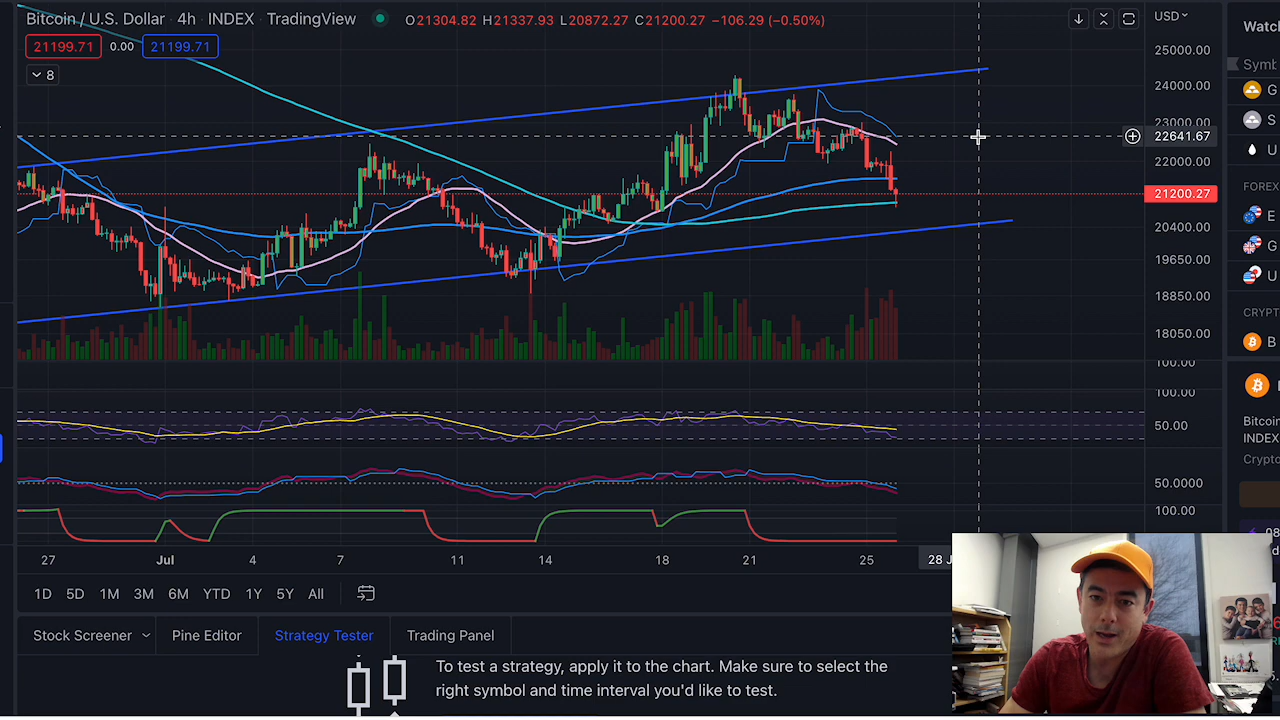 Bitcoin / U.S. Dollar · 4h · INDEX · TradingView
O21304.82 H21337.93 L20872.27 C21200.27 −106.29 (−0.50%)
USD
Watc
21199.71 0.00 21199.71
8
25000.00
24000.00
23000.00
22641.67
22000.00
21200.27
20400.00
19650.00
18850.00
18050.00
100.00
100.00
50.00
50.0000
100.00
Symb
G
S
U
FOREX
E
G
U
CRYPT
B
Bitcoin
INDEX
Crypto
27 Jul 4 7 11 14 18 21 25 28 J
1D 5D 1M 3M 6M YTD 1Y 5Y All
Stock Screener Pine Editor Strategy Tester Trading Panel
To test a strategy, apply it to the chart. Make sure to select the
right symbol and time interval you'd like to test.